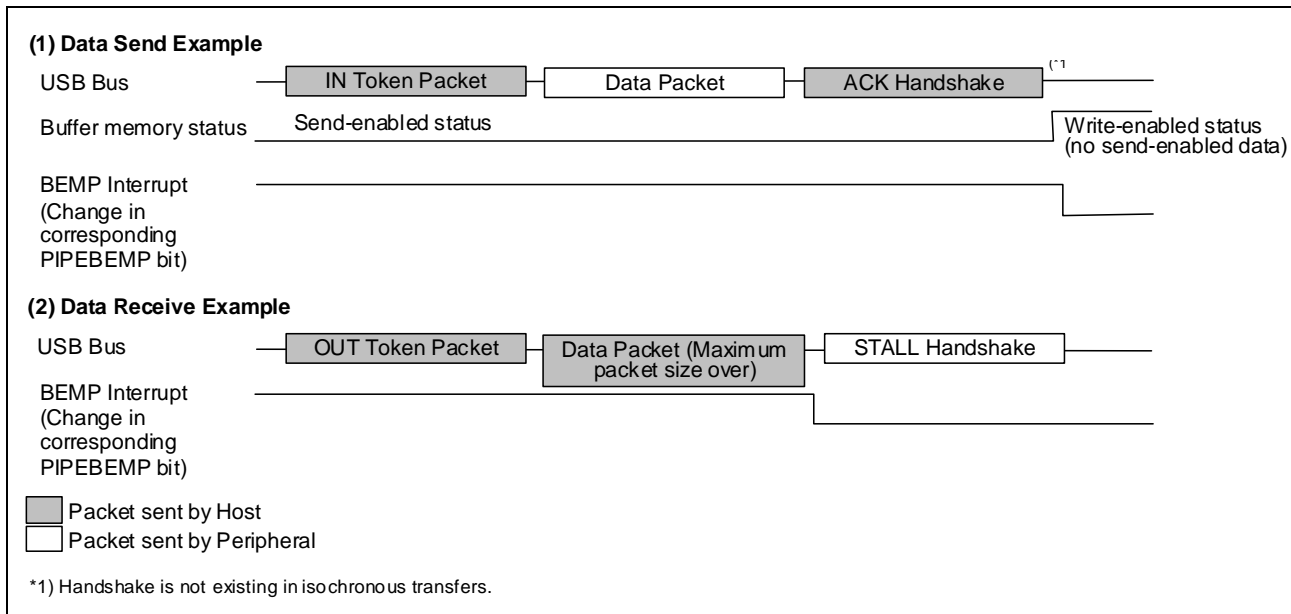 (1) Data Send Example
USB Bus
IN Token Packet
Data Packet
ACK Handshake
(*1
Buffer memory status
Send-enabled status
Write-enabled status
(no send-enabled data)
BEMP Interrupt
(Change in
corresponding
PIPEBEMP bit)
(2) Data Receive Example
USB Bus
OUT Token Packet
Data Packet (Maximum
packet size over)
STALL Handshake
BEMP Interrupt
(Change in
corresponding
PIPEBEMP bit)
Packet sent by Host
Packet sent by Peripheral
*1) Handshake is not existing in isochronous transfers.